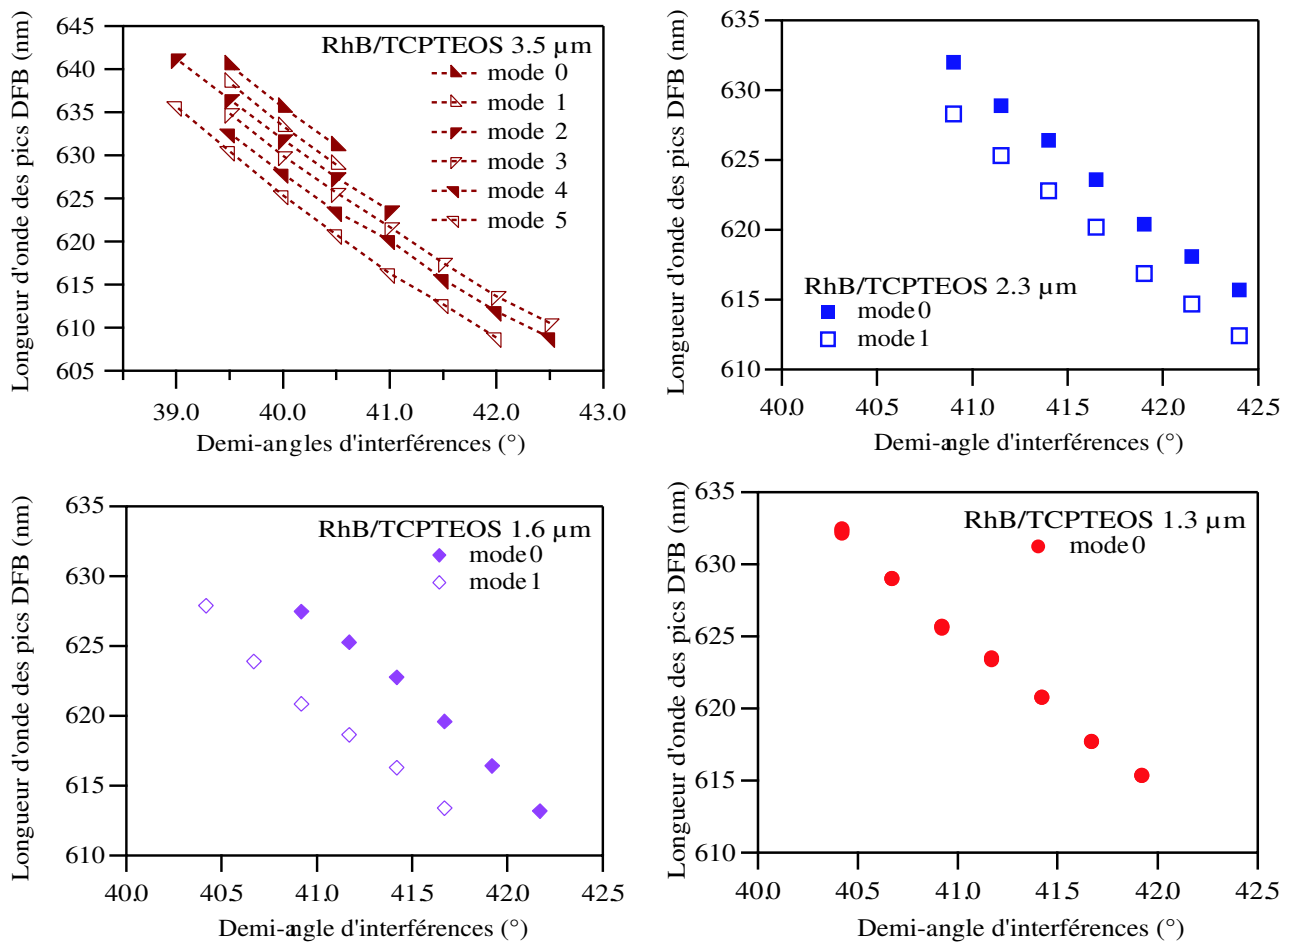 Longueur d'onde des pics DFB (nm)
645
640
635
630
625
620
615
610
605
RhB/TCPTEOS 3.5 µm
mode 0
mode 1
mode 2
mode 3
mode 4
mode 5
39.0 40.0 41.0 42.0 43.0
Demi-angles d'interférences (°)
Longueur d'onde des pics DFB (nm)
635
630
625
620
615
610
RhB/TCPTEOS 2.3 µm
mode 0
mode 1
40.0 40.5 41.0 41.5 42.0 42.5
Demi-angle d'interférences (°)
Longueur d'onde des pics DFB (nm)
635
630
625
620
615
610
RhB/TCPTEOS 1.6 µm
mode 0
mode 1
40.0 40.5 41.0 41.5 42.0 42.5
Demi-angle d'interférences (°)
Longueur d'onde des pics DFB (nm)
635
630
625
620
615
610
RhB/TCPTEOS 1.3 µm
mode 0
40.0 40.5 41.0 41.5 42.0 42.5
Demi-angle d'interférences (°)